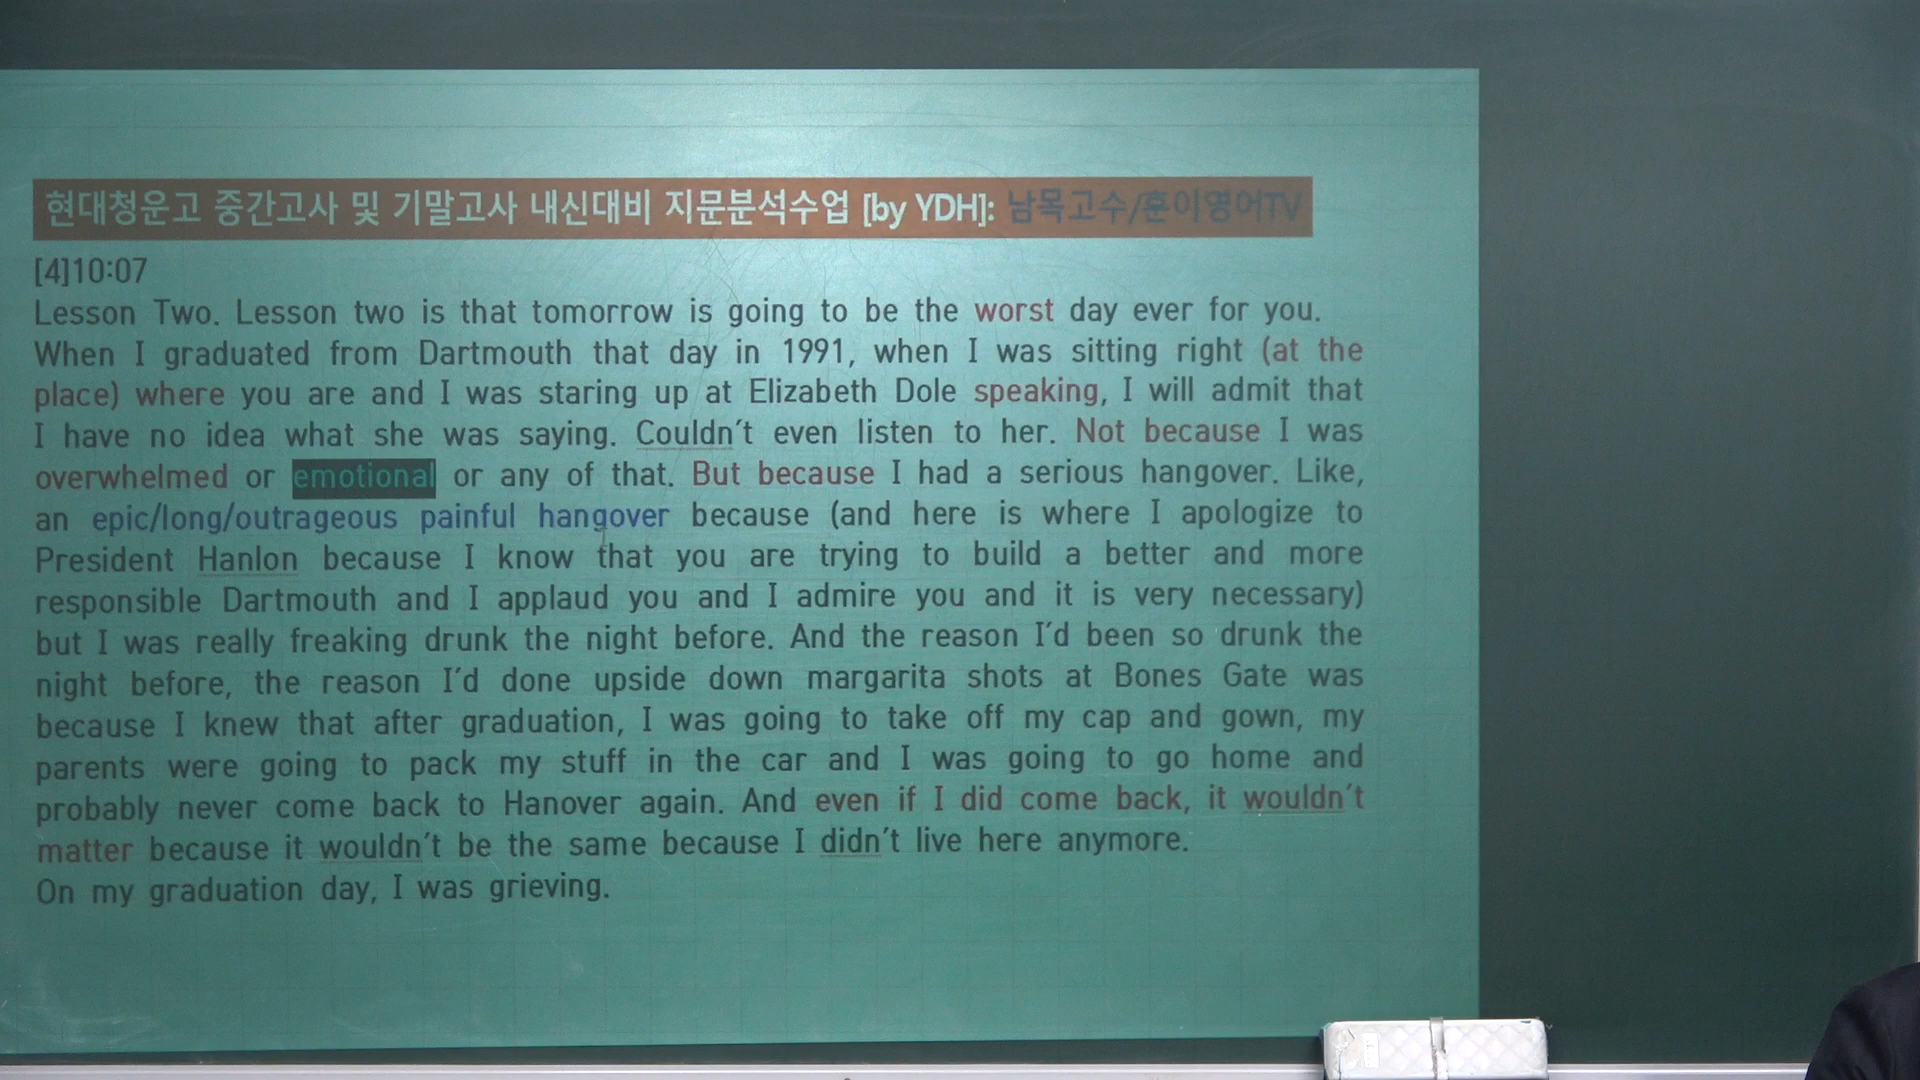 현대청운고 중간고사 및 기말고사 내신대비 지문분석수업 [by YDH]: 남목고수/훈이영어TV
[4]10:07
Lesson Two. Lesson two is that tomorrow is going to be the worst day ever for you.
When I graduated from Dartmouth that day in 1991, when I was sitting right (at the
place) where you are and I was staring up at Elizabeth Dole speaking, I will admit that
I have no idea what she was saying. Couldn't even listen to her. Not because I was
overwhelmed or emotional or any of that. But because I had a serious hangover. Like,
an epic/long/outrageous painful hangover because (and here is where I apologize to
President Hanlon because I know that you are trying to build a better and more
responsible Dartmouth and I applaud you and I admire you and it is very necessary)
but I was really freaking drunk the night before. And the reason I'd been so drunk the
night before, the reason I'd done upside down margarita shots at Bones Gate was
because I knew that after graduation, I was going to take off my cap and gown, my
parents were going to pack my stuff in the car and I was going to go home and
probably never come back to Hanover again. And even if I did come back, it wouldn't
matter because it wouldn't be the same because I didn't live here anymore.
On my graduation day, I was grieving.